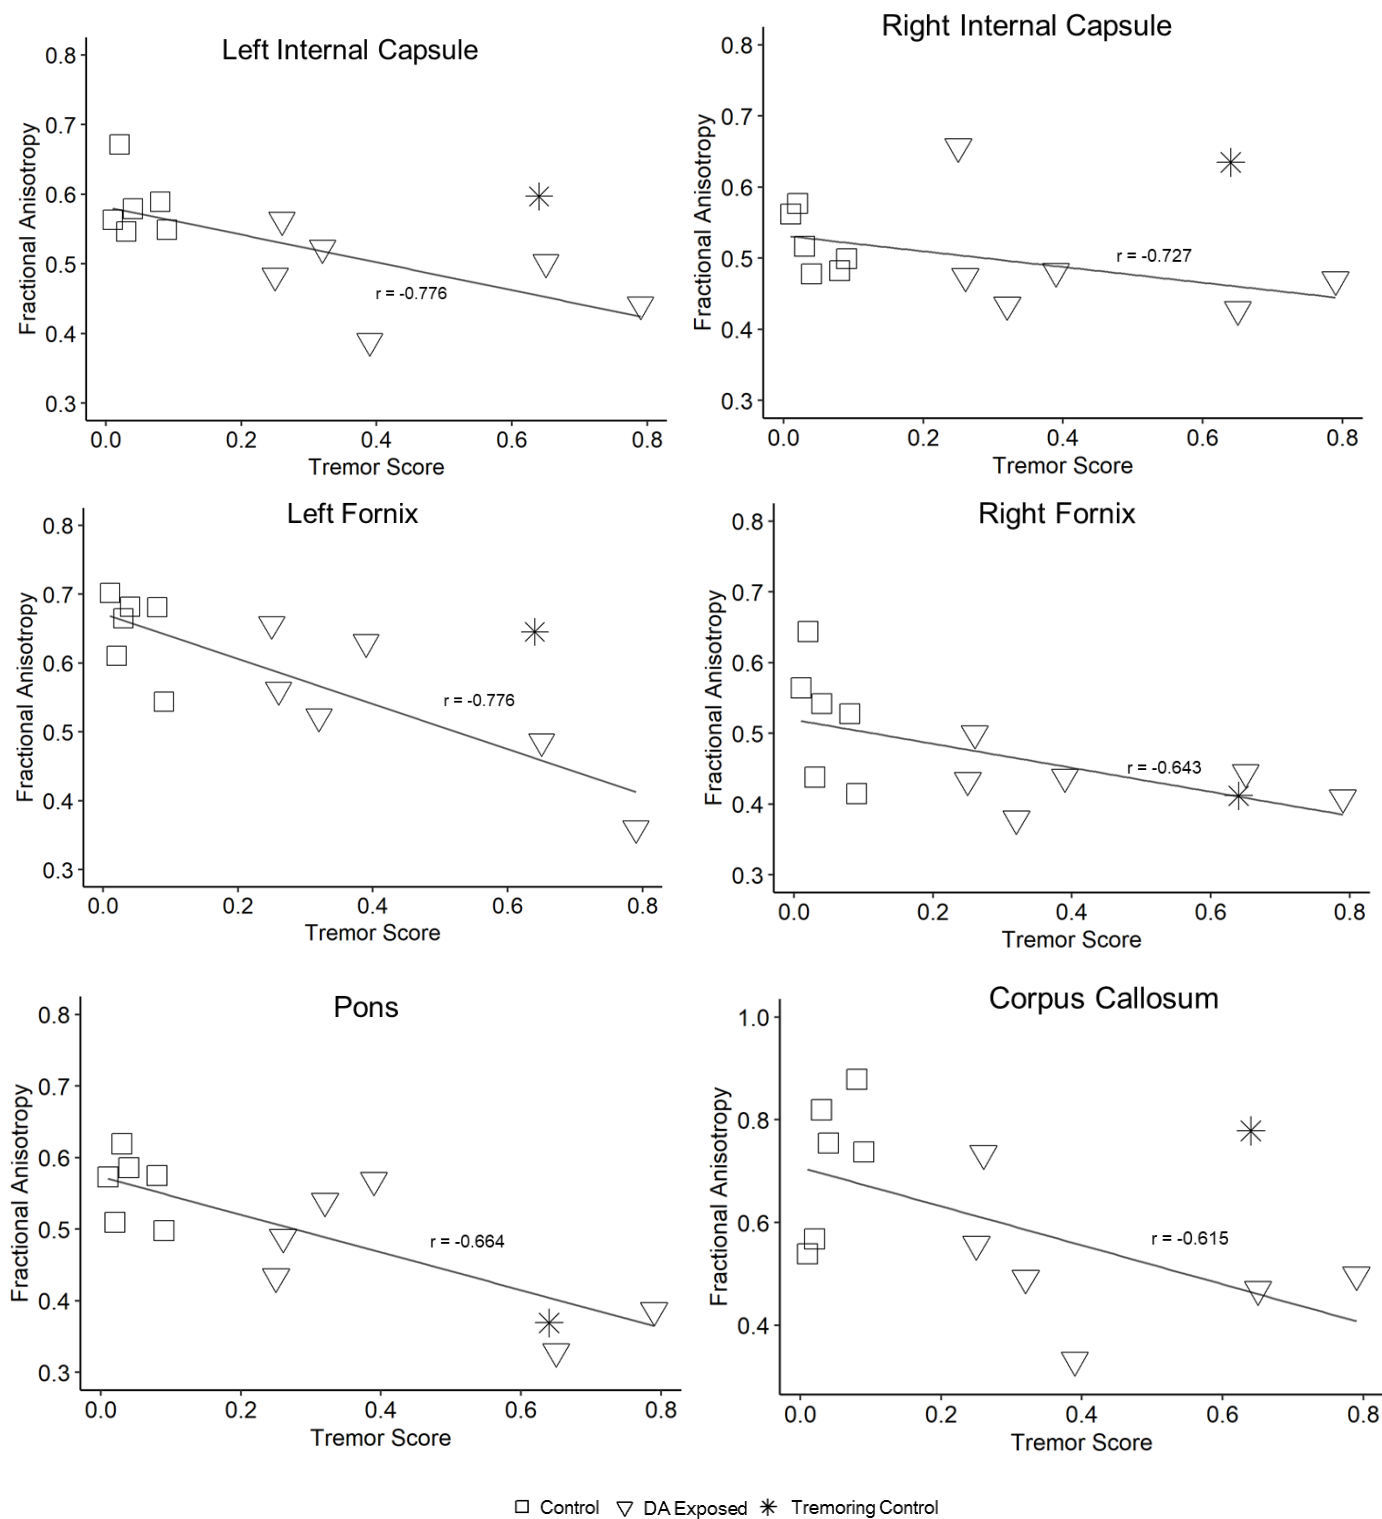 Left Internal Capsule
Fractional Anisotropy
0.8
0.7
0.6
0.5
0.4
0.3
r = -0.776
0.0 0.2 0.4 0.6 0.8
Tremor Score
Right Internal Capsule
Fractional Anisotropy
0.8
0.7
0.6
0.5
0.4
0.3
r = -0.727
0.0 0.2 0.4 0.6 0.8
Tremor Score
Left Fornix
Fractional Anisotropy
0.8
0.7
0.6
0.5
0.4
0.3
r = -0.776
0.0 0.2 0.4 0.6 0.8
Tremor Score
Right Fornix
Fractional Anisotropy
0.8
0.7
0.6
0.5
0.4
0.3
r = -0.643
0.0 0.2 0.4 0.6 0.8
Tremor Score
Pons
Fractional Anisotropy
0.8
0.7
0.6
0.5
0.4
0.3
r = -0.664
0.0 0.2 0.4 0.6 0.8
Tremor Score
Corpus Callosum
Fractional Anisotropy
1.0
0.8
0.6
0.4
r = -0.615
0.0 0.2 0.4 0.6 0.8
Tremor Score
Control DA Exposed Tremoring Control